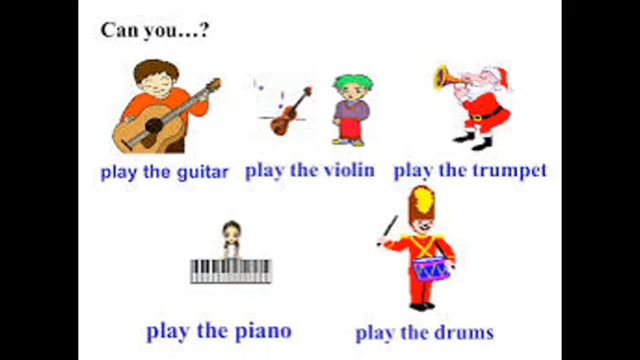 Can you...?
play the guitar
play the violin
play the trumpet
play the piano
play the drums